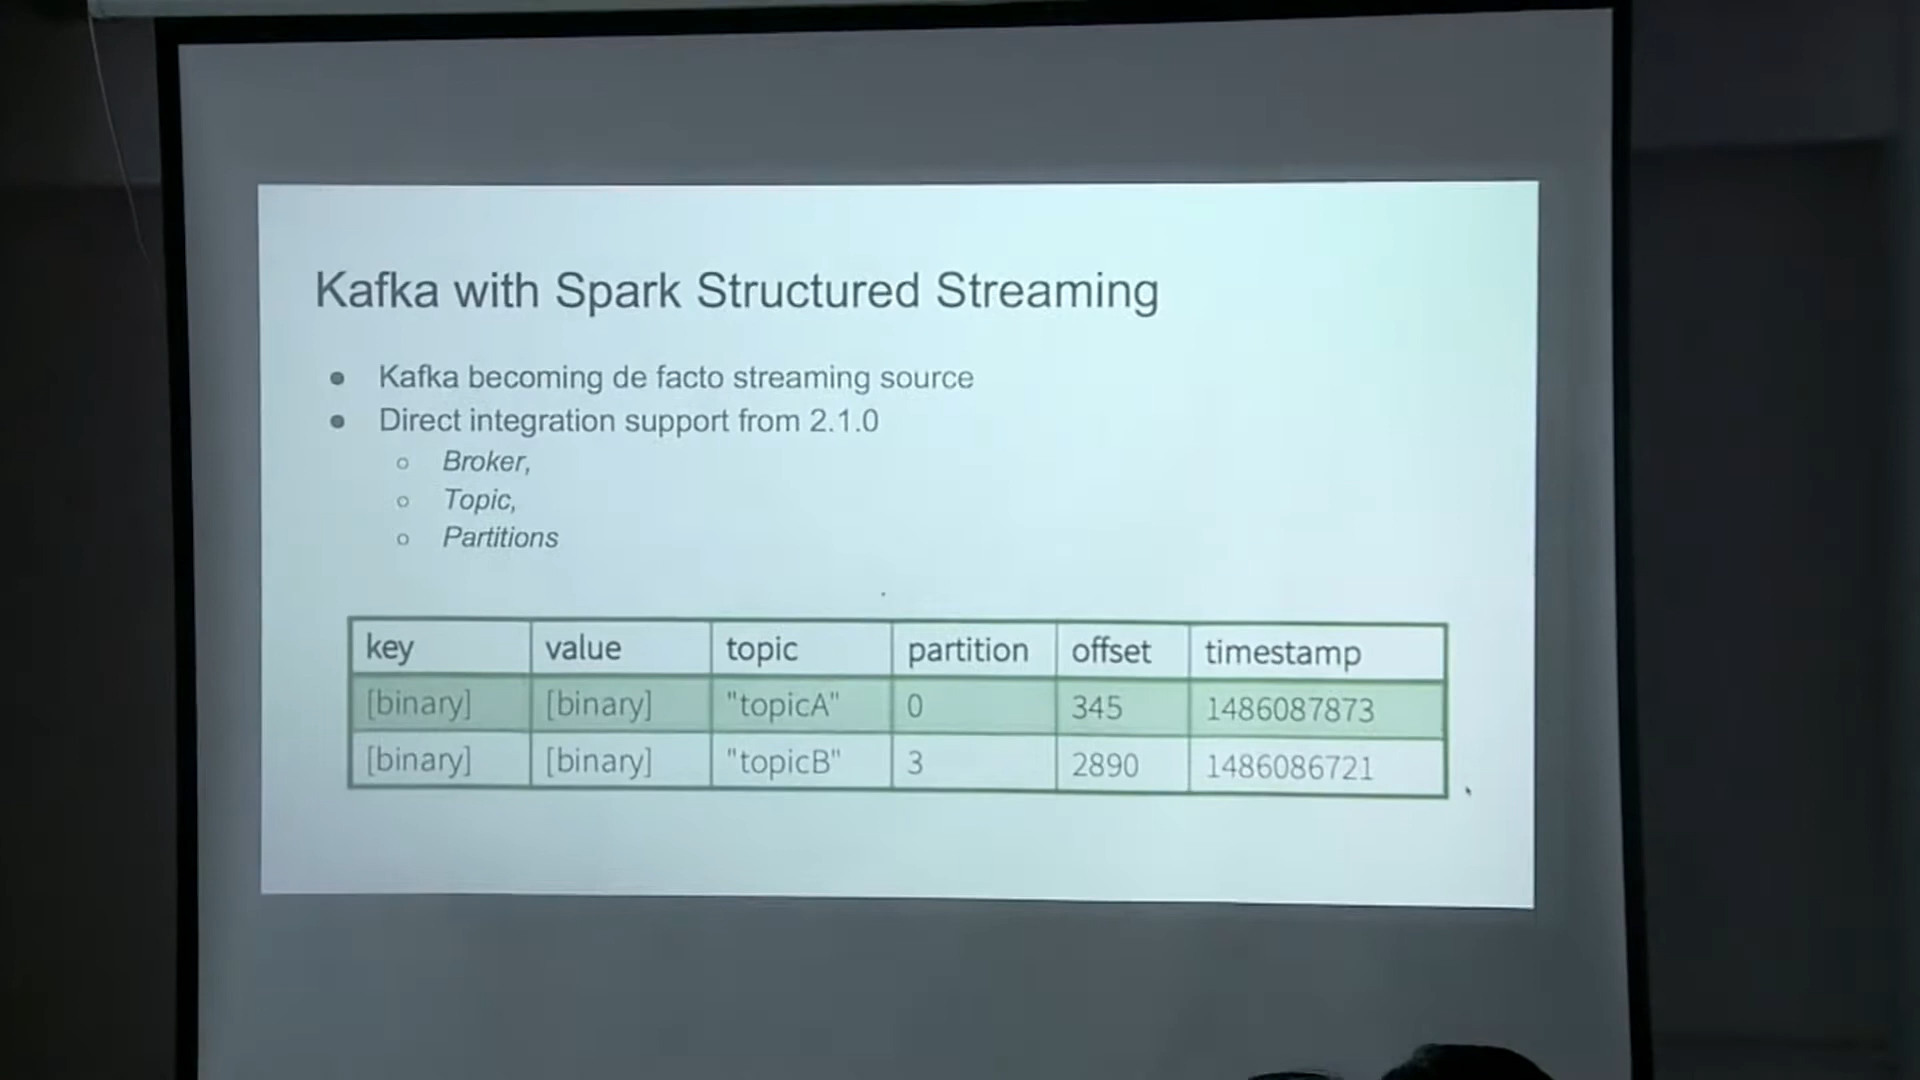 Kafka with Spark Structured Streaming
● Kafka becoming de facto streaming source
● Direct integration support from 2.1.0
○ Broker,
○ Topic,
○ Partitions
key value topic partition offset timestamp
[binary] [binary] "topicA" 0 345 1486087873
[binary] [binary] "topicB" 3 2890 1486086721